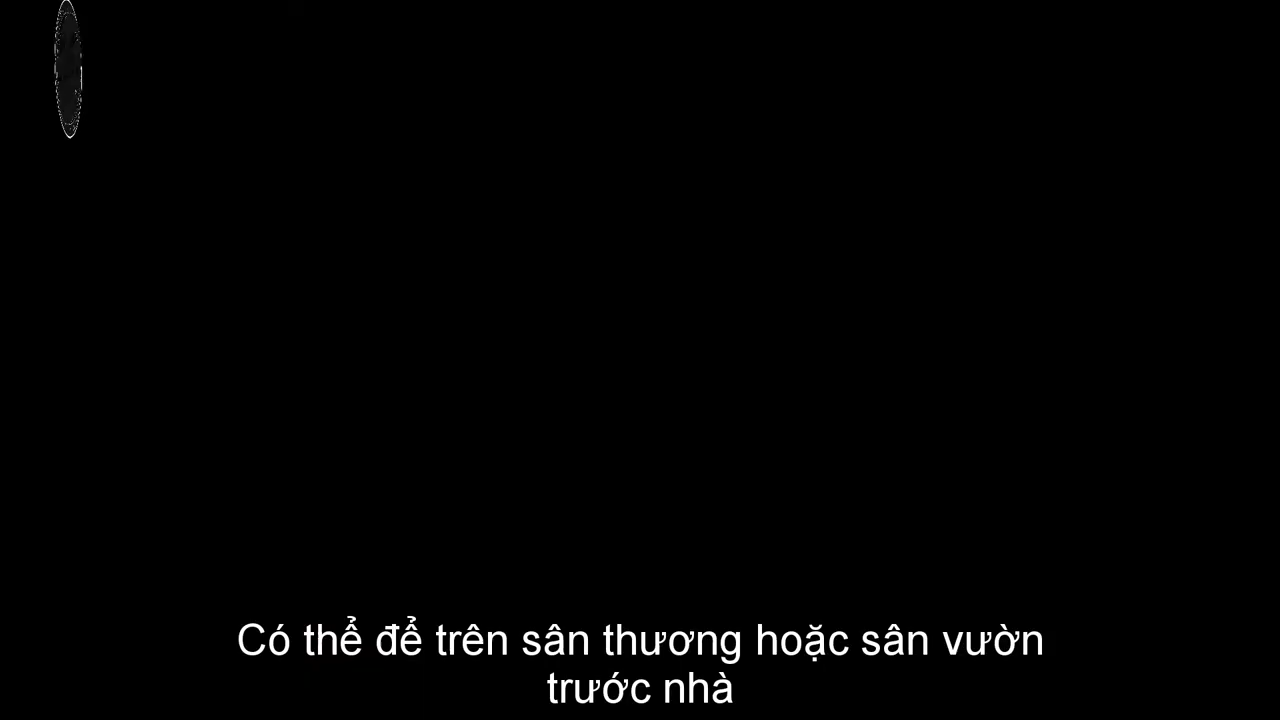 Có thể để trên sân thương hoặc sân vườn
trước nhà